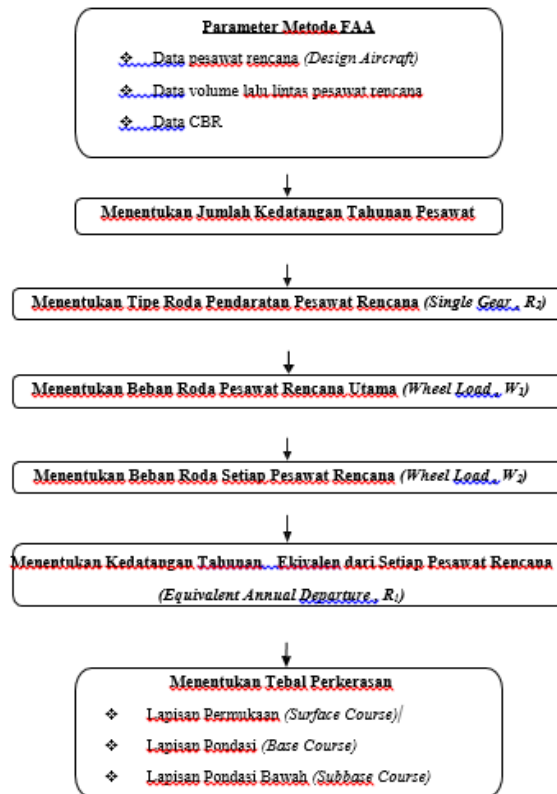 Parameter Metode FAA
❖ Data pesawat rencana (Design Aircraft)
❖ Data volume lalu lintas pesawat rencana
❖ Data CBR
Menentukan Jumlah Kedatangan Tahunan Pesawat
Menentukan Tipe Roda Pendaratan Pesawat Rencana (Single Gear, R₂)
Menentukan Beban Roda Pesawat Rencana Utama (Wheel Load, W₁)
Menentukan Beban Roda Setiap Pesawat Rencana (Wheel Load, W₂)
Menentukan Kedatangan Tahunan Ekivalen dari Setiap Pesawat Rencana
(Equivalent Annual Departure, R₁)
Menentukan Tebal Perkerasan
❖ Lapisan Permukaan (Surface Course)
❖ Lapisan Pondasi (Base Course)
❖ Lapisan Pondasi Bawah (Subbase Course)